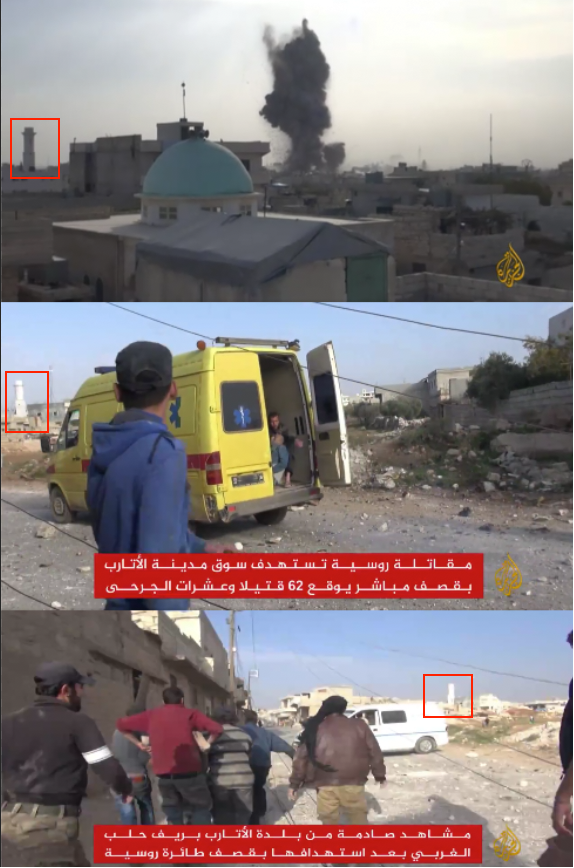 مقاتلة روسية تستهدف سوق مدينة الأتارب
بقصف مباشر يوقع 62 قتيلا وعشرات الجرحى
مشاهد صادمة من بلدة الأتارب بريف حلب
الغربي بعد استهدافها بقصف طائرة روسية